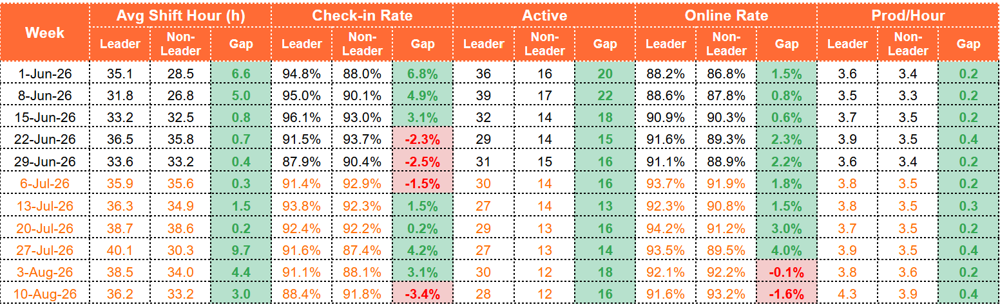 Week Avg Shift Hour (h) Check-in Rate Active Online Rate Prod/Hour
Leader Non-Leader Gap Leader Non-Leader Gap Leader Non-Leader Gap Leader Non-Leader Gap Leader Non-Leader Gap
1-Jun-26 35.1 28.5 6.6 94.8% 88.0% 6.8% 36 16 20 88.2% 86.8% 1.5% 3.6 3.4 0.2
8-Jun-26 31.8 26.8 5.0 95.0% 90.1% 4.9% 39 17 22 88.6% 87.8% 0.8% 3.5 3.3 0.2
15-Jun-26 33.2 32.5 0.8 96.1% 93.0% 3.1% 32 14 18 90.9% 90.3% 0.6% 3.7 3.5 0.2
22-Jun-26 36.5 35.8 0.7 91.5% 93.7% -2.3% 29 14 15 91.6% 89.3% 2.3% 3.9 3.5 0.4
29-Jun-26 33.6 33.2 0.4 87.9% 90.4% -2.5% 31 15 16 91.1% 88.9% 2.2% 3.6 3.4 0.2
6-Jul-26 35.9 35.6 0.3 91.4% 92.9% -1.5% 30 14 16 93.7% 91.9% 1.8% 3.8 3.5 0.2
13-Jul-26 36.3 34.9 1.5 93.8% 92.3% 1.5% 27 14 13 92.3% 90.8% 1.5% 3.8 3.5 0.3
20-Jul-26 38.7 38.6 0.2 92.4% 92.2% 0.2% 29 13 16 94.2% 91.2% 3.0% 3.7 3.5 0.2
27-Jul-26 40.1 30.3 9.7 91.6% 87.4% 4.2% 27 13 14 93.5% 89.5% 4.0% 3.9 3.5 0.4
3-Aug-26 38.5 34.0 4.4 91.1% 88.1% 3.1% 30 12 18 92.1% 92.2% -0.1% 3.8 3.6 0.2
10-Aug-26 36.2 33.2 3.0 88.4% 91.8% -3.4% 28 12 16 91.6% 93.2% -1.6% 4.3 3.9 0.4